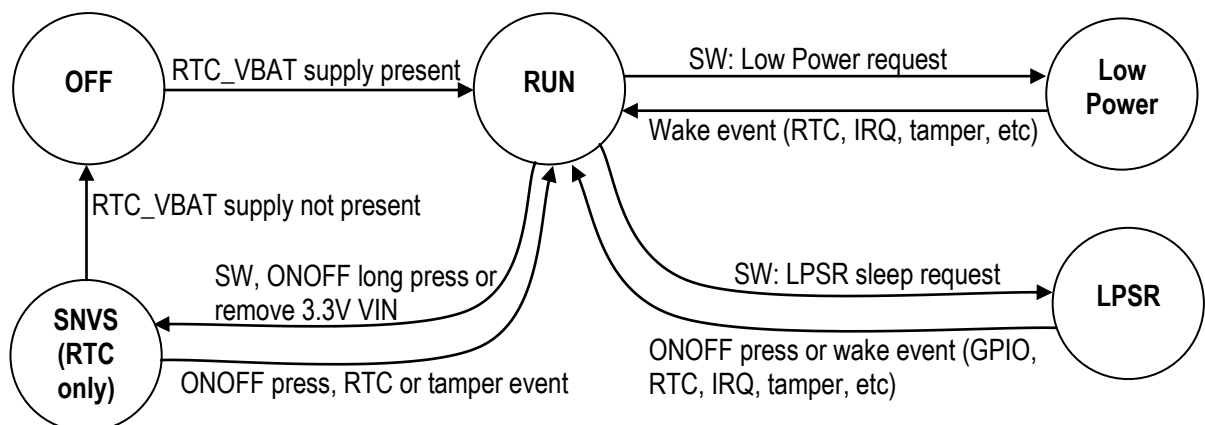 OFF
RTC_VBAT supply present
RUN
SW: Low Power request
Low
Power
Wake event (RTC, IRQ, tamper, etc)
RTC_VBAT supply not present
SW, ONOFF long press or
remove 3.3V VIN
SW: LPSR sleep request
LPSR
SNVS
(RTC
only)
ONOFF press, RTC or tamper event
ONOFF press or wake event (GPIO,
RTC, IRQ, tamper, etc)